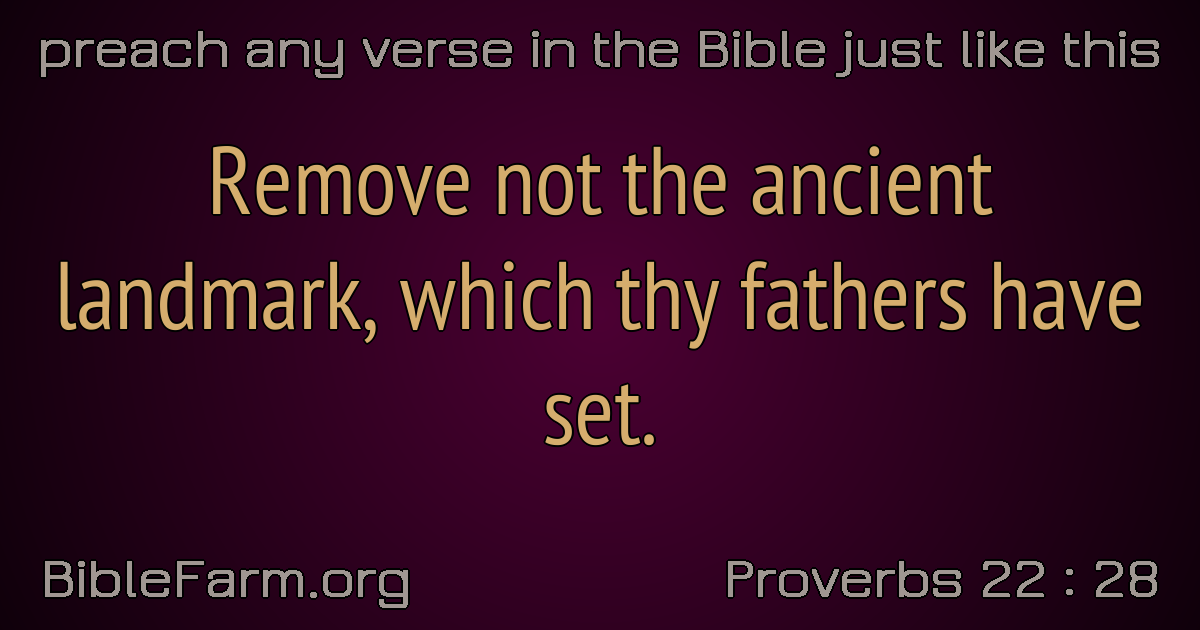 preach any verse in the Bible just like this
Remove not the ancient
landmark, which thy fathers have
set.
BibleFarm.org
Proverbs 22 : 28